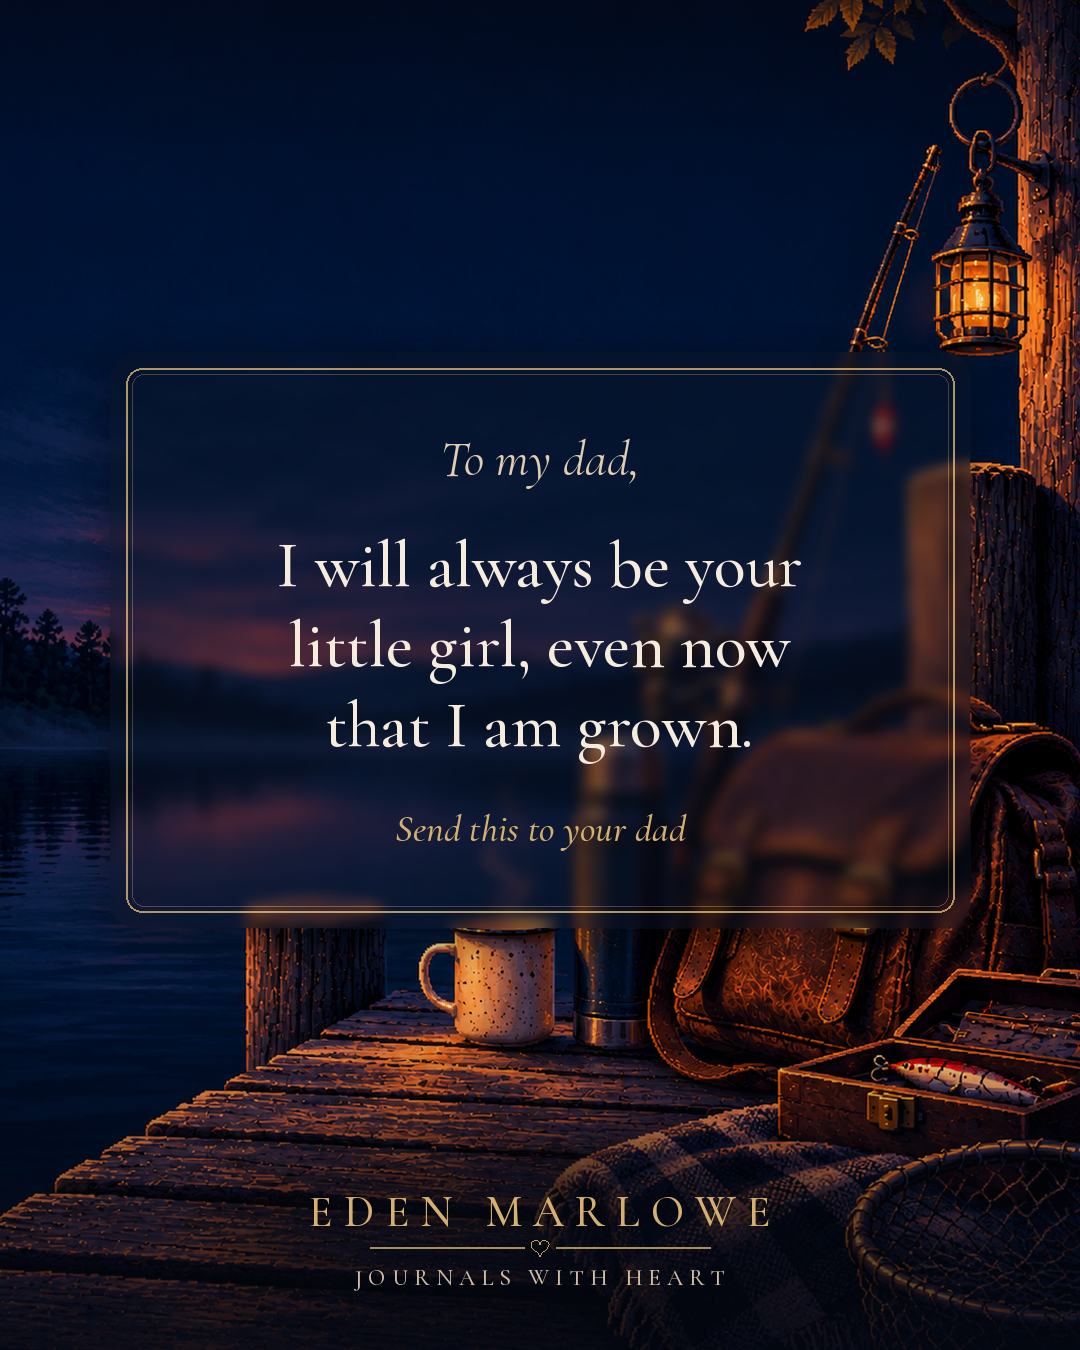 To my dad,
I will always be your
little girl, even now
that I am grown.
Send this to your dad
EDEN MARLOWE
JOURNALS WITH HEART